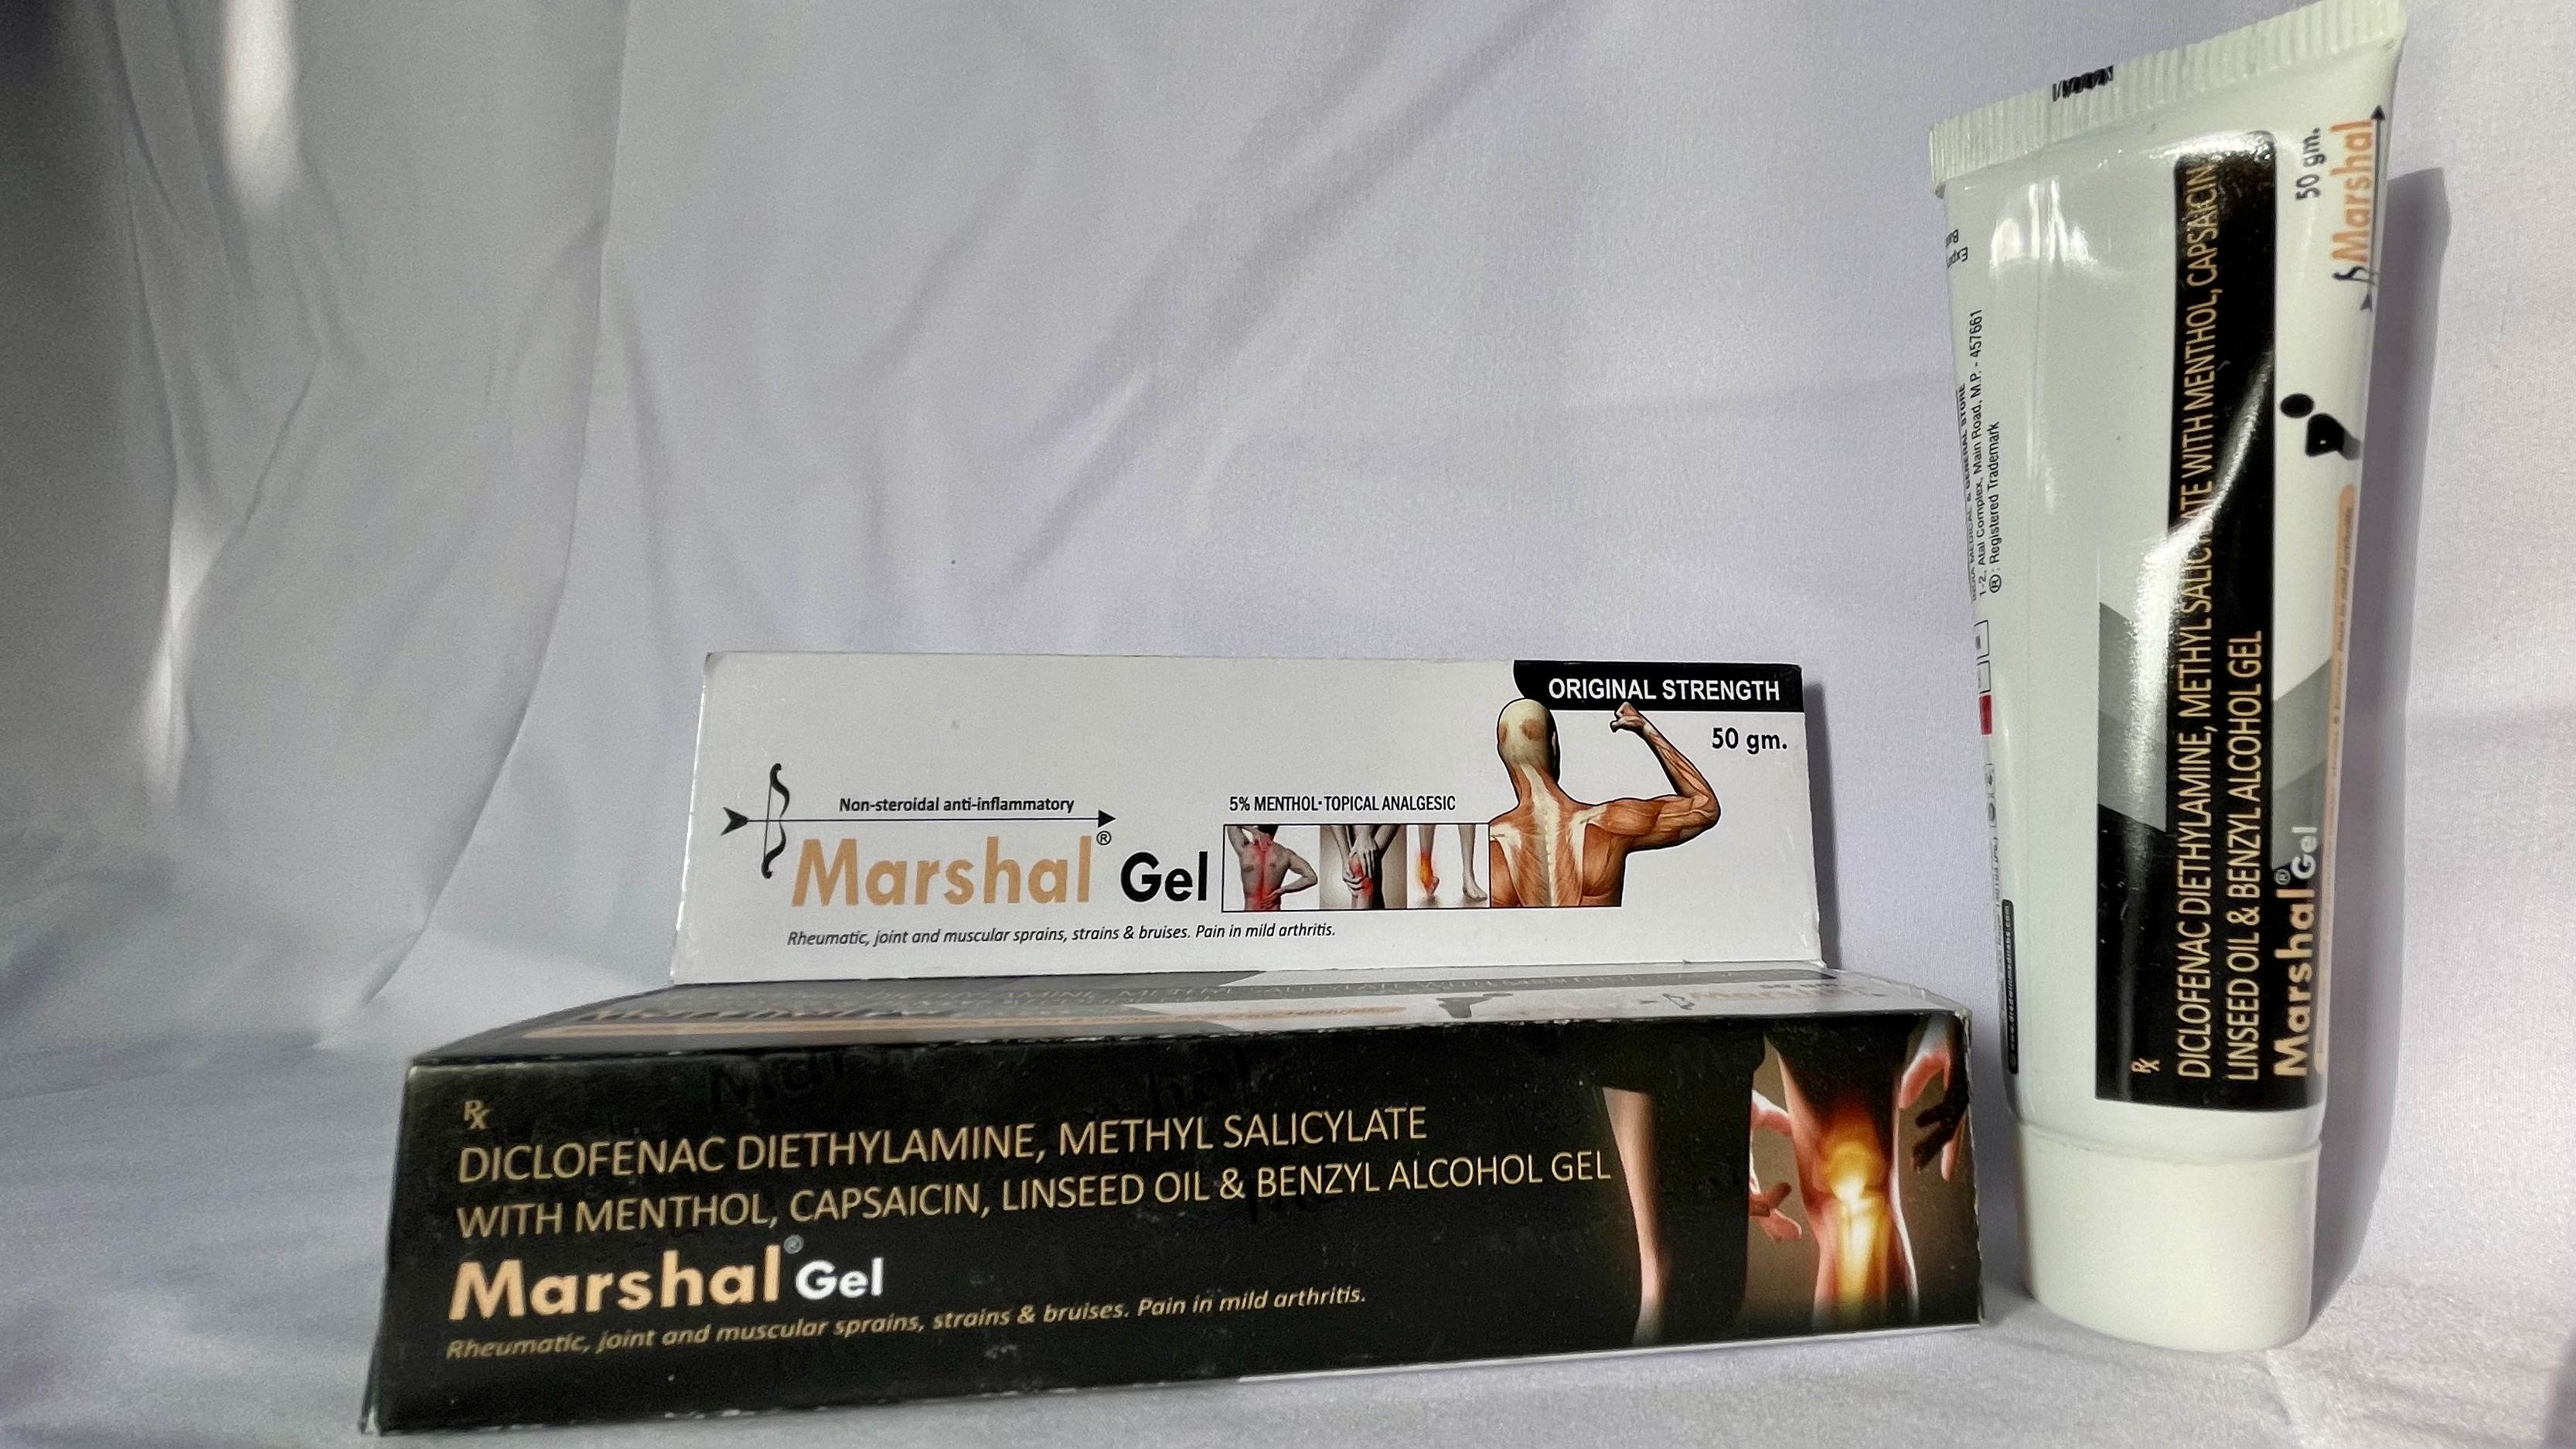 ORIGINAL STRENGTH
50 gm.
Non-steroidal anti-inflammatory
5% MENTHOL• TOPICAL ANALGESIC
Marshal® Gel
Rheumatic, joint and muscular sprains, strains & bruises. Pain in mild arthritis.
Rx
DICLOFENAC DIETHYLAMINE, METHYL SALICYLATE
WITH MENTHOL, CAPSAICIN, LINSEED OIL & BENZYL ALCOHOL GEL
Marshal® Gel
Rheumatic, joint and muscular sprains, strains & bruises. Pain in mild arthritis.
& GENERAL STORE
1-2, Atal Complex, Main Road, M.P. - 457661
® : Registered Trademark
Rx
DICLOFENAC DIETHYLAMINE, METHYL SALICYLATE WITH MENTHOL, CAPSAICIN
LINSEED OIL & BENZYL ALCOHOL GEL
Marshal® Gel
50 gm.
Marshal